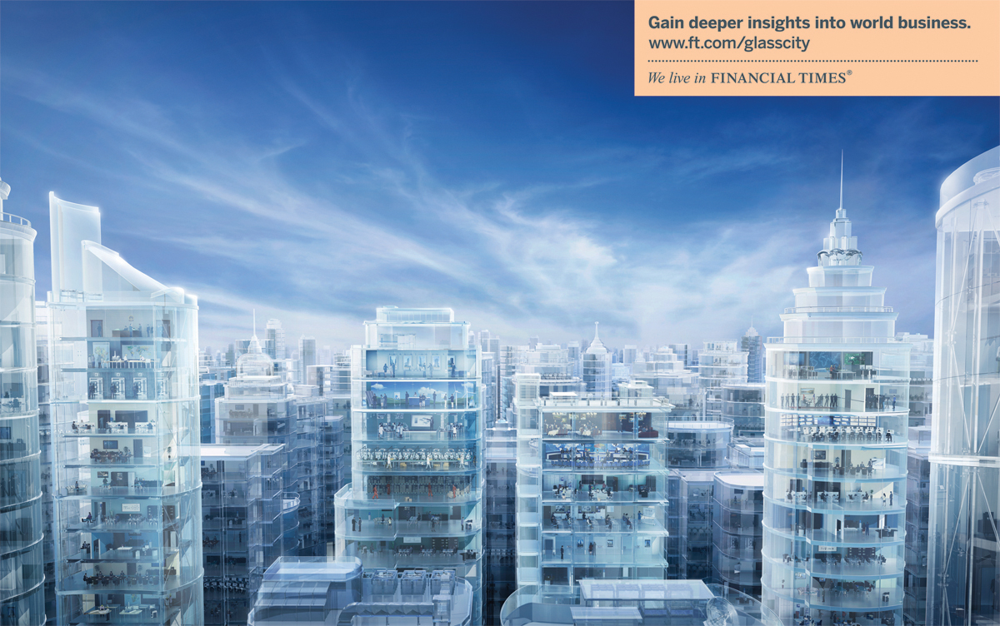 Gain deeper insights into world business.
www.ft.com/glasscity
We live in FINANCIAL TIMES®